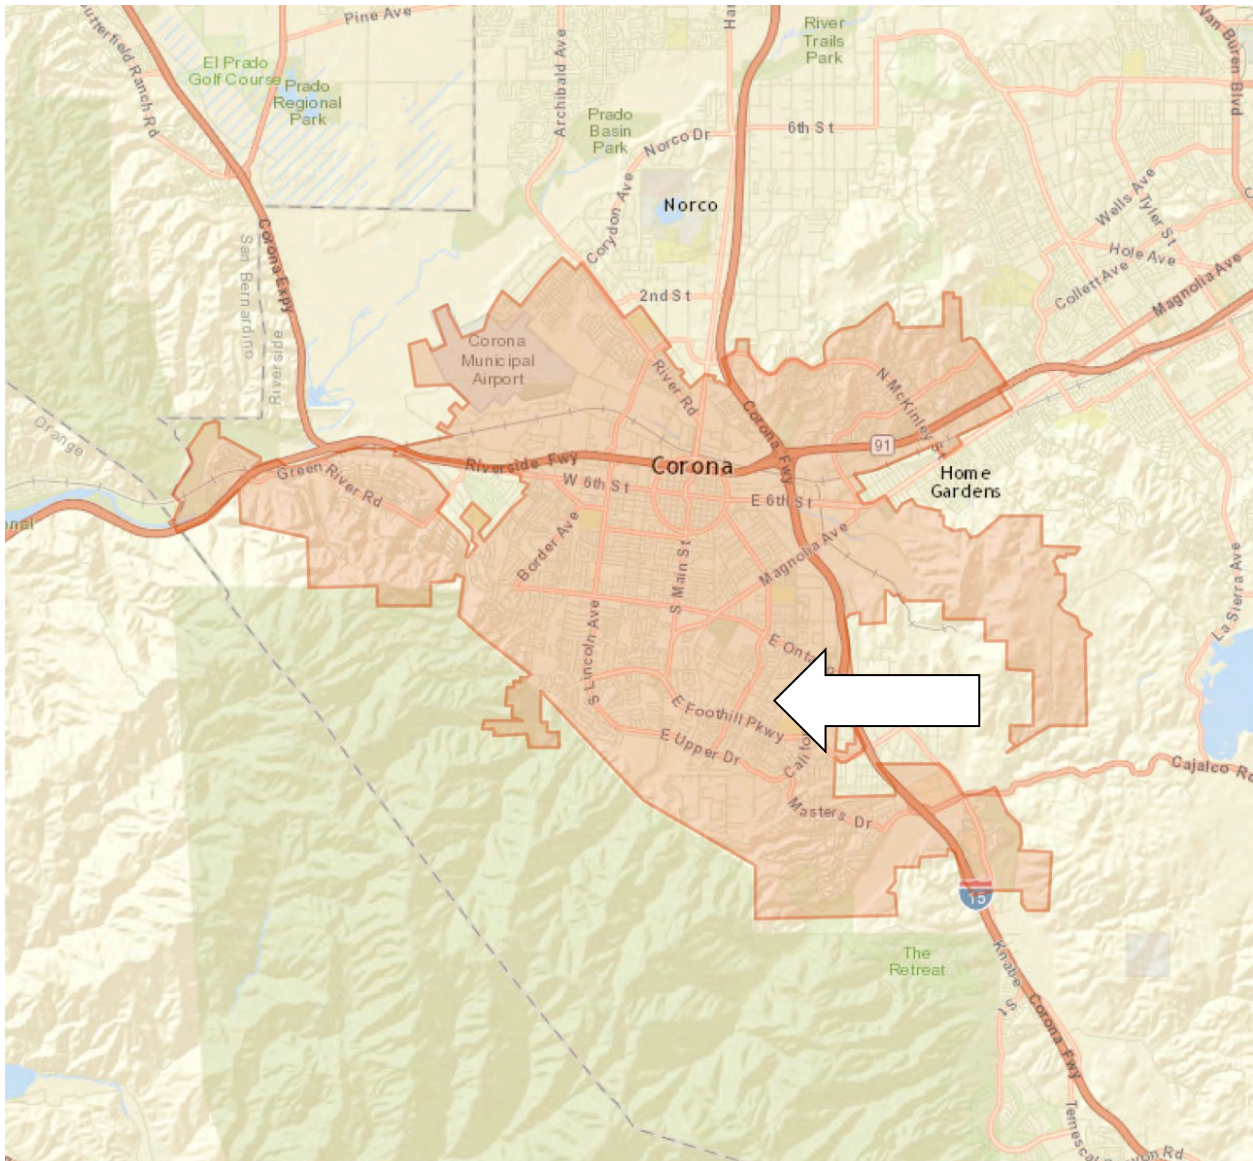 Pine Ave
Butterfield Ranch Rd
El Prado
Golf Course
Prado
Regional
Park
Archibald Ave
River
Trails
Park
Van Buren Blvd
Prado
Basin
Park
Norco Dr
6th St
Corydon Ave
Norco
Wells Ave
Tyler St
Hole Ave
Collett Ave
Magnolia Ave
Corona Expy
San Bernardino
Riverside
2nd St
Corona
Municipal
Airport
River Rd
N McKinley St
Corona Fwy
91
Orange
Green River Rd
Riverside Fwy
Corona
W 6th St
E 6th St
Home
Gardens
Border Ave
S Main St
Magnolia Ave
La Sierra Ave
S Lincoln Ave
E Ontario
E Foothill Pkwy
E Upper Dr
Masters Dr
Cajalco Rd
15
The
Retreat
Knabe
Corona Fwy
Temescal Canyon Rd